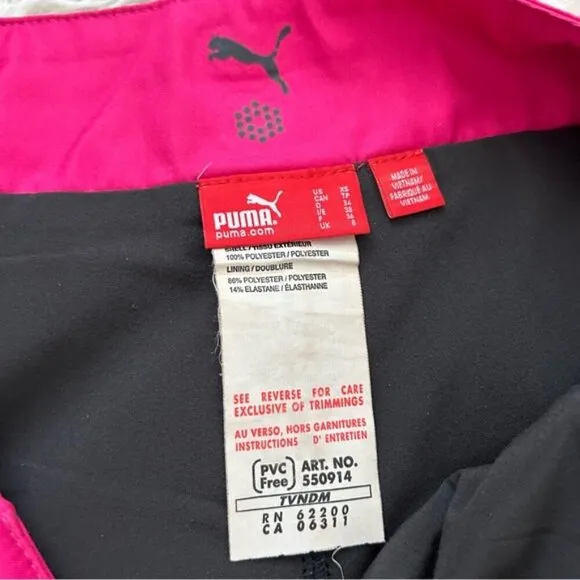 PUMA
puma.com
US XS
CAN TP
D 34
I/E 38
F 36
UK 8
MADE IN
VIETNAM/
FABRIQUÉ AU
VIETNAM
SHELL / TISSU EXTÉRIEUR
100% POLYESTER / POLYESTER
LINING / DOUBLURE
86% POLYESTER / POLYESTER
14% ELASTANE / ÉLASTHANNE
SEE REVERSE FOR CARE
EXCLUSIVE OF TRIMMINGS
AU VERSO, HORS GARNITURES
INSTRUCTIONS D' ENTRETIEN
PVC Free ART. NO.
550914
TVNDM
RN 62200
CA 06311